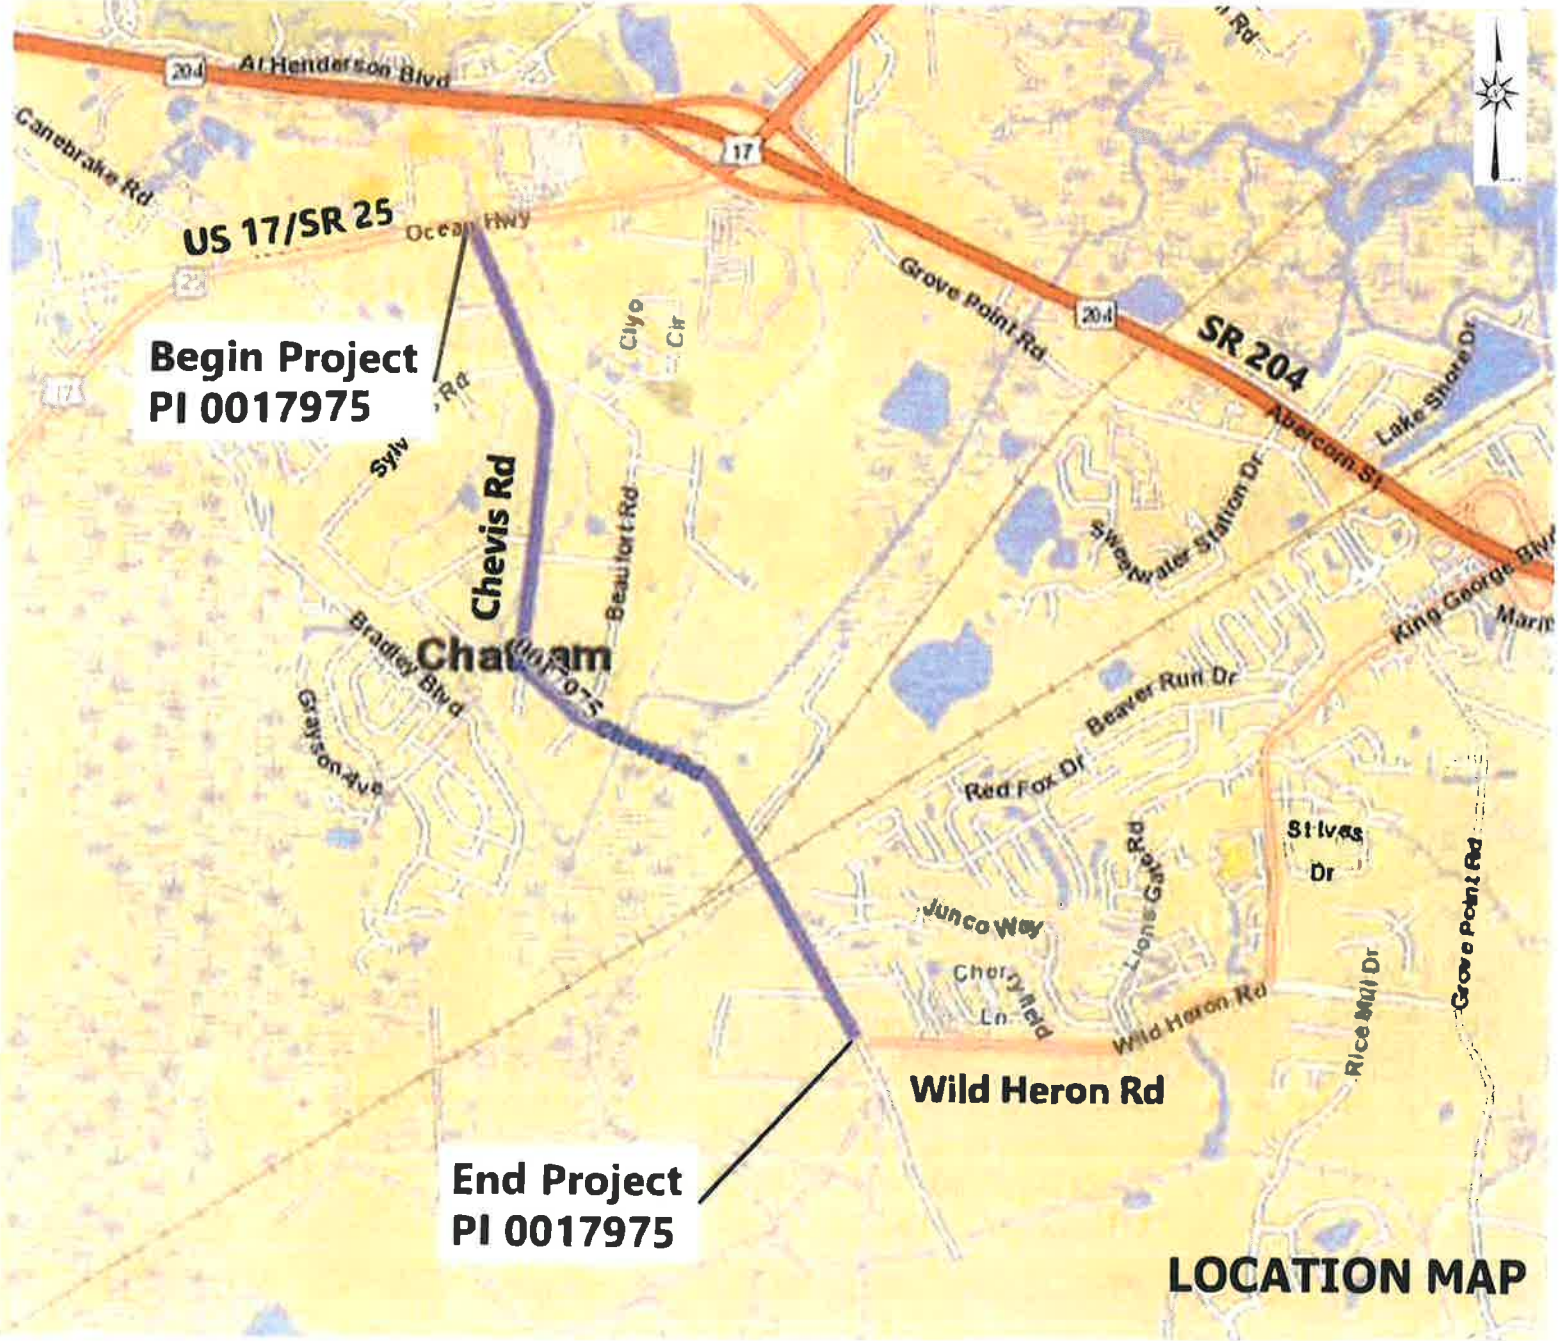 Rd
204
Al Henderson Blvd
Canebrake Rd
17
US 17/SR 25
Ocean Hwy
Grove Point Rd
204
SR 204
Lake Shore Dr
17
Begin Project
PI 0017975
Clyo
Cir
Rd
Sylv
Abercorn St
Chevis Rd
Beaufort Rd
Sweetwater Station Dr
King George Blvd
Bradley Blvd
Chatham
0017975
Chevis Rd
Grayson Ave
Beaver Run Dr
Red Fox Dr
St Ives
Dr
Lions Gate Rd
Junco Way
Cherryfield
Ln
Grove Point Rd
Rice Mill Dr
Wild Heron Rd
Wild Heron Rd
End Project
PI 0017975
LOCATION MAP